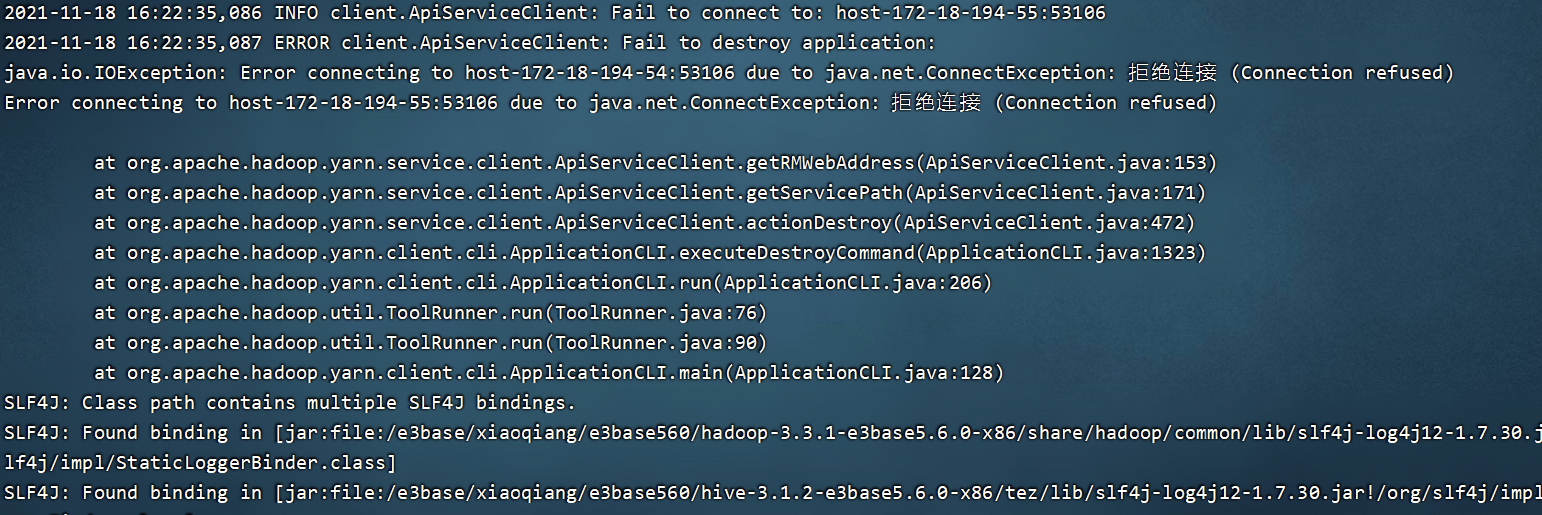 2021-11-18 16:22:35,086 INFO client.ApiServiceClient: Fail to connect to: host-172-18-194-55:53106
2021-11-18 16:22:35,087 ERROR client.ApiServiceClient: Fail to destroy application:
java.io.IOException: Error connecting to host-172-18-194-54:53106 due to java.net.ConnectException: 拒绝连接 (Connection refused)
Error connecting to host-172-18-194-55:53106 due to java.net.ConnectException: 拒绝连接 (Connection refused)
at org.apache.hadoop.yarn.service.client.ApiServiceClient.getRMWebAddress(ApiServiceClient.java:153)
at org.apache.hadoop.yarn.service.client.ApiServiceClient.getServicePath(ApiServiceClient.java:171)
at org.apache.hadoop.yarn.service.client.ApiServiceClient.actionDestroy(ApiServiceClient.java:472)
at org.apache.hadoop.yarn.client.cli.ApplicationCLI.executeDestroyCommand(ApplicationCLI.java:1323)
at org.apache.hadoop.yarn.client.cli.ApplicationCLI.run(ApplicationCLI.java:206)
at org.apache.hadoop.util.ToolRunner.run(ToolRunner.java:76)
at org.apache.hadoop.util.ToolRunner.run(ToolRunner.java:90)
at org.apache.hadoop.yarn.client.cli.ApplicationCLI.main(ApplicationCLI.java:128)
SLF4J: Class path contains multiple SLF4J bindings.
SLF4J: Found binding in [jar:file:/e3base/xiaoqiang/e3base560/hadoop-3.3.1-e3base5.6.0-x86/share/hadoop/common/lib/slf4j-log4j12-1.7.30.j
lf4j/impl/StaticLoggerBinder.class]
SLF4J: Found binding in [jar:file:/e3base/xiaoqiang/e3base560/hive-3.1.2-e3base5.6.0-x86/tez/lib/slf4j-log4j12-1.7.30.jar!/org/slf4j/impl